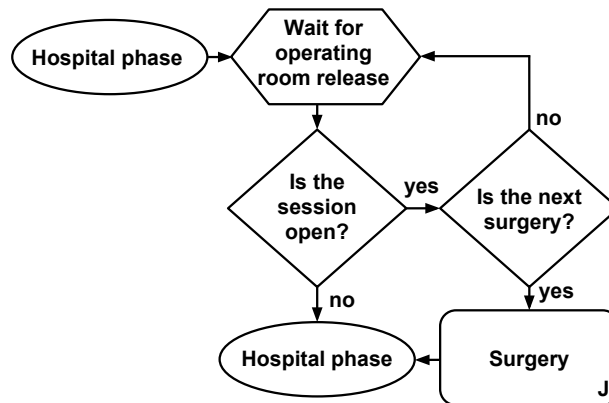 Hospital phase
Wait for
operating
room release
no
Is the
session
open?
yes
Is the next
surgery?
no
yes
Hospital phase
Surgery
J